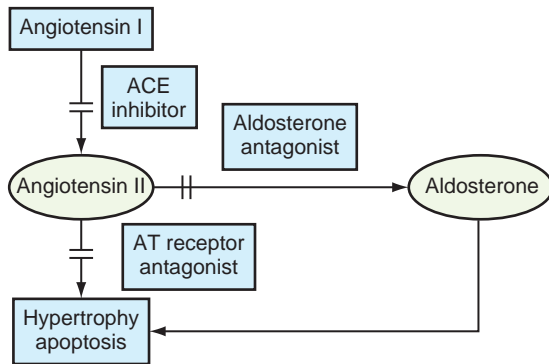 Angiotensin I
ACE
inhibitor
Aldosterone
antagonist
Angiotensin II
Aldosterone
AT receptor
antagonist
Hypertrophy
apoptosis